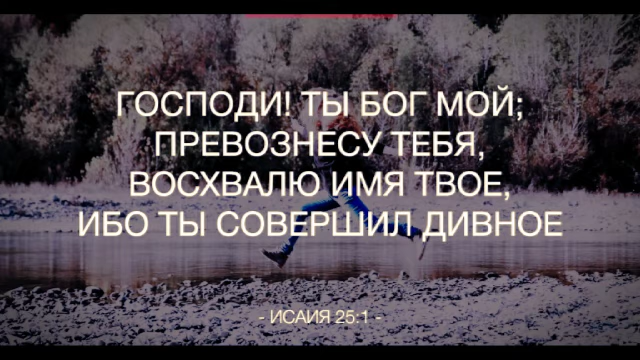 ГОСПОДИ! ТЫ БОГ МОЙ;
ПРЕВОЗНЕСУ ТЕБЯ,
ВОСХВАЛЮ ИМЯ ТВОЕ,
ИБО ТЫ СОВЕРШИЛ ДИВНОЕ
- ИСАИЯ 25:1 -